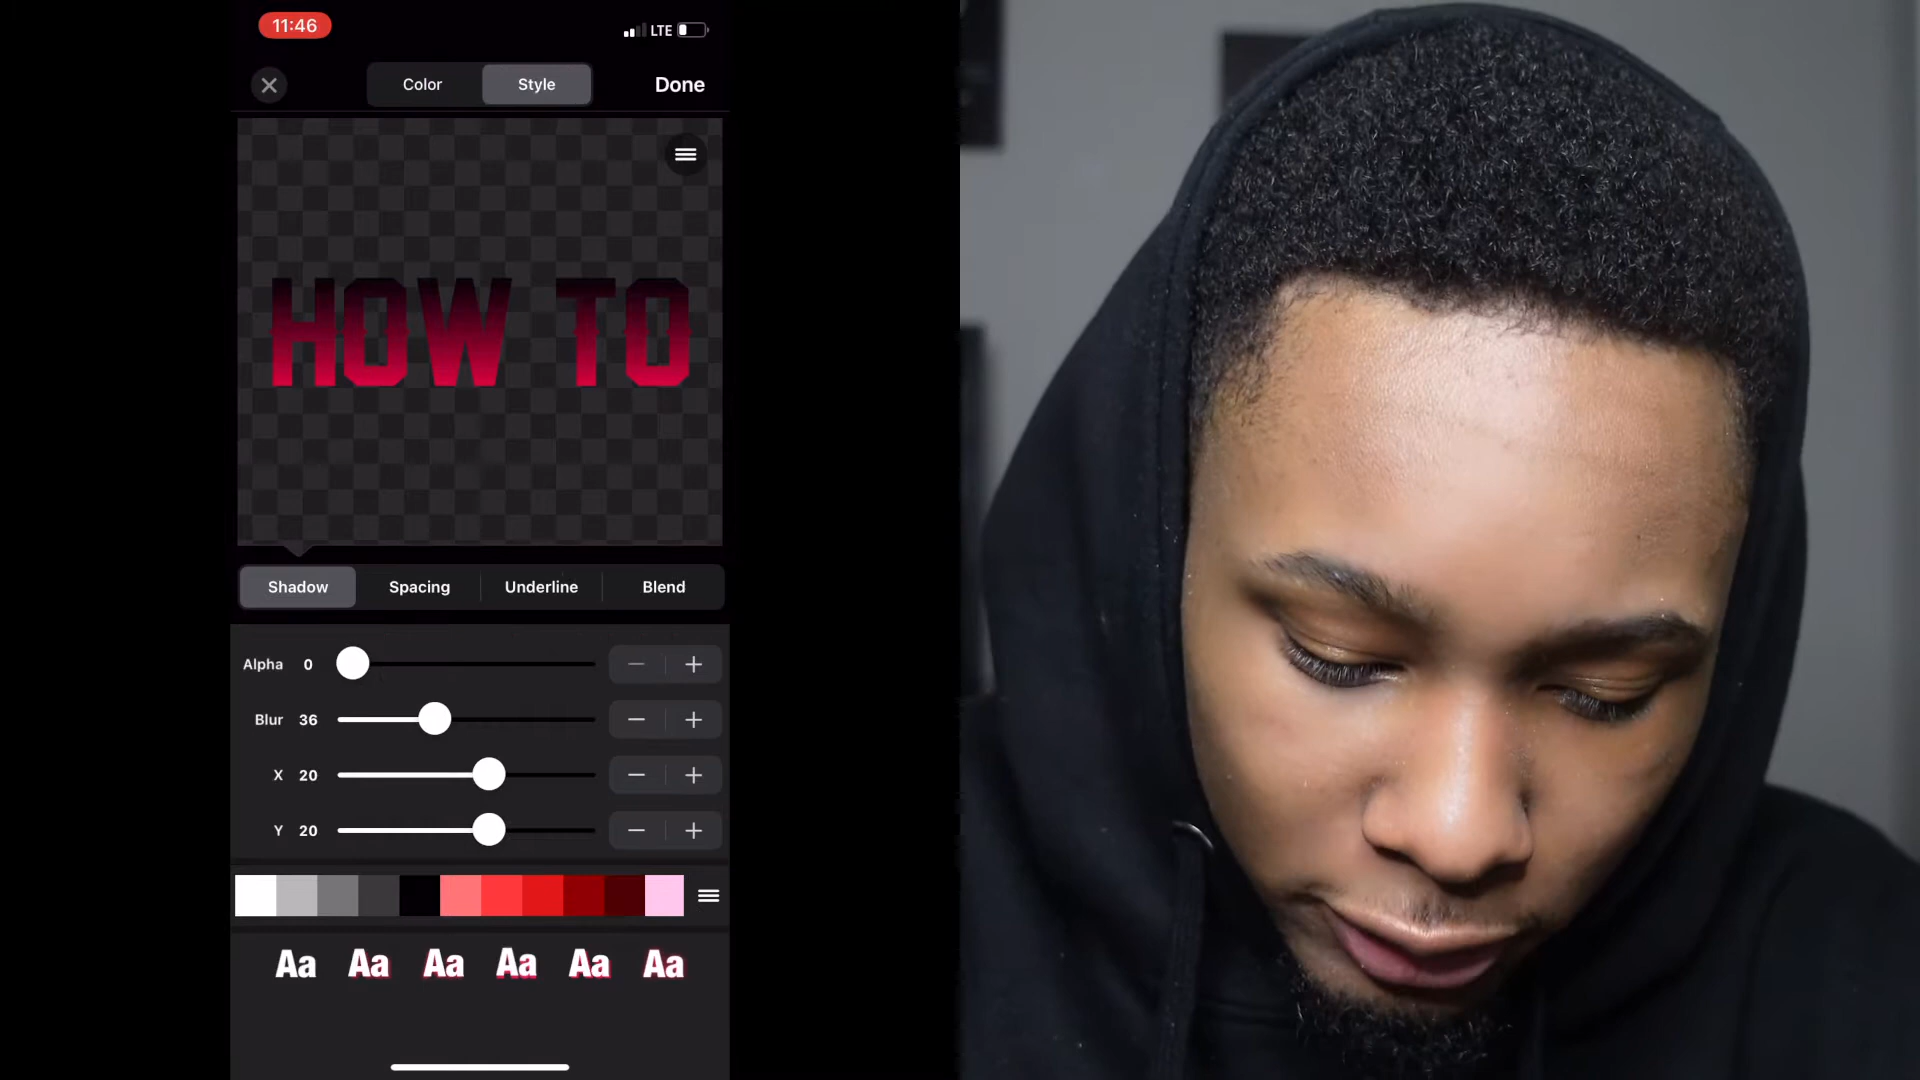 11:46
LTE
Color
Style
Done
HOW TO
Shadow
Spacing
Underline
Blend
Alpha 0
Blur 36
X 20
Y 20
Aa Aa Aa Aa Aa Aa